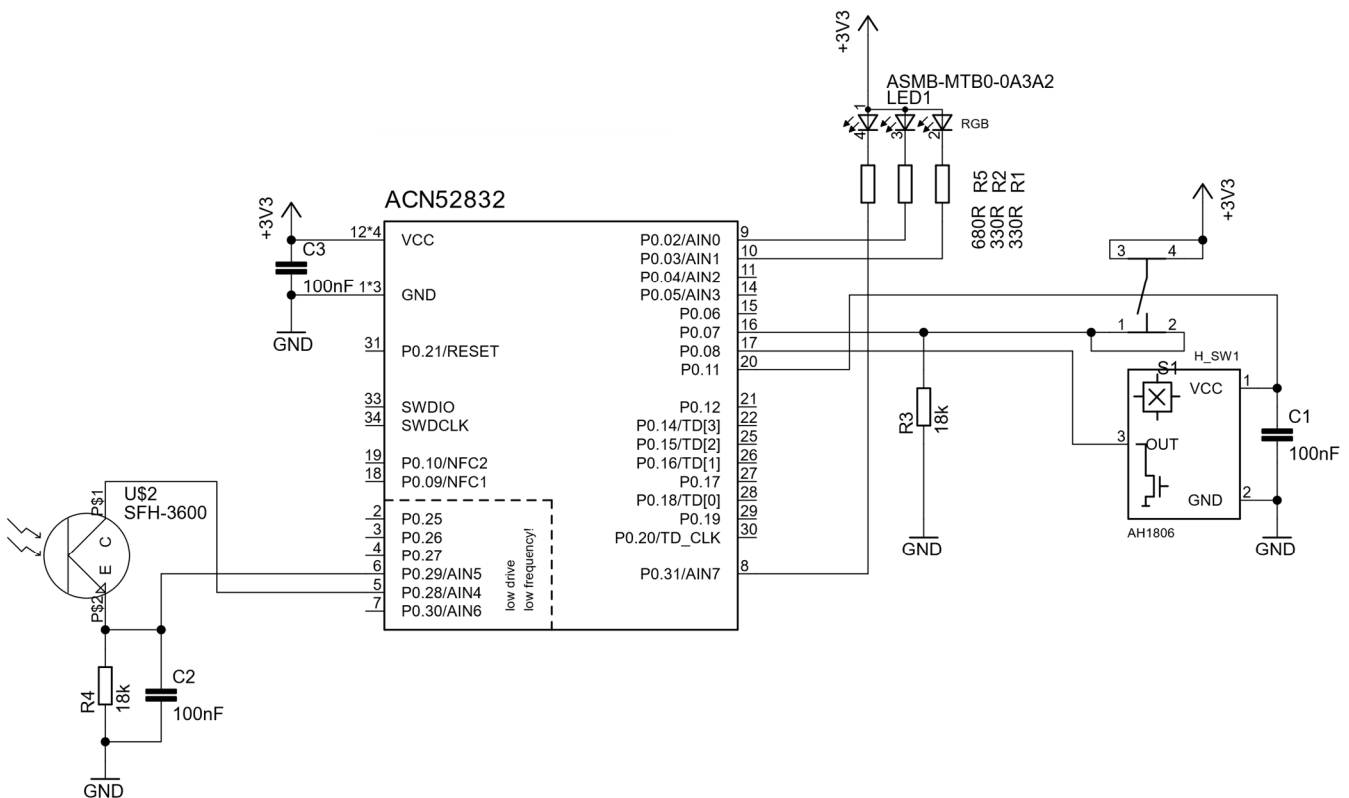 +3V3
ASMB-MTB0-0A3A2
LED1
1
4
3
2
RGB
680R R5
330R R2
330R R1
ACN52832
+3V3
C3
100nF
GND
12*4
VCC
1*3
GND
31
P0.21/RESET
33
SWDIO
34
SWDCLK
19
P0.10/NFC2
18
P0.09/NFC1
2
P0.25
3
P0.26
4
P0.27
6
P0.29/AIN5
5
P0.28/AIN4
7
P0.30/AIN6
low drive
low frequency!
P0.02/AIN0
9
P0.03/AIN1
10
P0.04/AIN2
11
P0.05/AIN3
14
P0.06
15
P0.07
16
P0.08
17
P0.11
20
P0.12
21
P0.14/TD[3]
22
P0.15/TD[2]
25
P0.16/TD[1]
26
P0.17
27
P0.18/TD[0]
28
P0.19
29
P0.20/TD_CLK
30
P0.31/AIN7
8
+3V3
3
4
1
2
H_SW1
S1
VCC
1
3
OUT
GND
2
AH1806
C1
100nF
GND
R3
18k
GND
P$1
U$2
SFH-3600
C
E
P$2
R4
18k
C2
100nF
GND